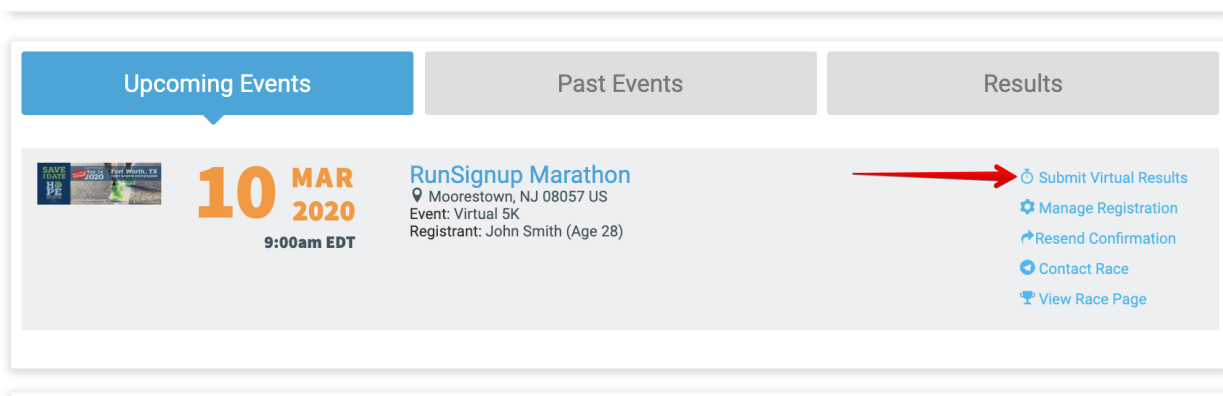 Upcoming Events
Past Events
Results
SAVE
THE DATE
HOPE
2020
Fort Worth, TX
10
MAR
2020
9:00am EDT
RunSignup Marathon
Moorestown, NJ 08057 US
Event: Virtual 5K
Registrant: John Smith (Age 28)
Submit Virtual Results
Manage Registration
Resend Confirmation
Contact Race
View Race Page